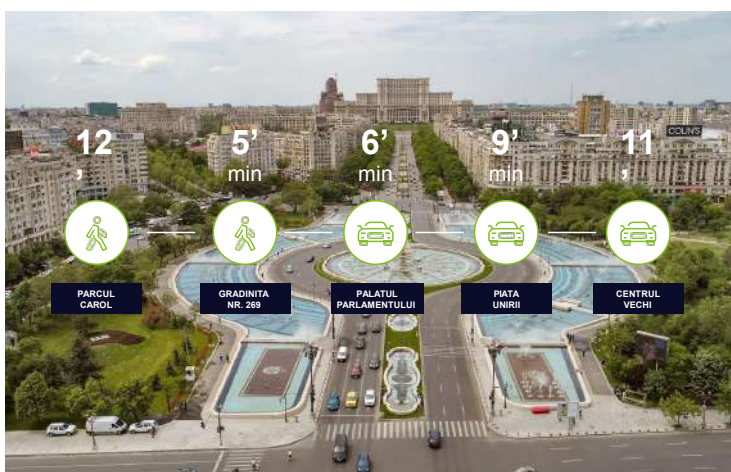 12
’
5’
min
6’
min
9’
min
11
’
COLIN'S
PARCUL
CAROL
GRADINITA
NR. 269
PALATUL
PARLAMENTULUI
PIATA
UNIRII
CENTRUL
VECHI